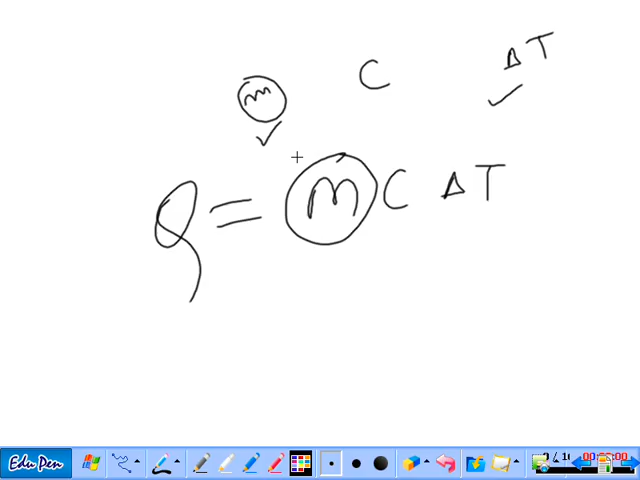 m C ΔT
Q = m C ΔT
Edu Pen